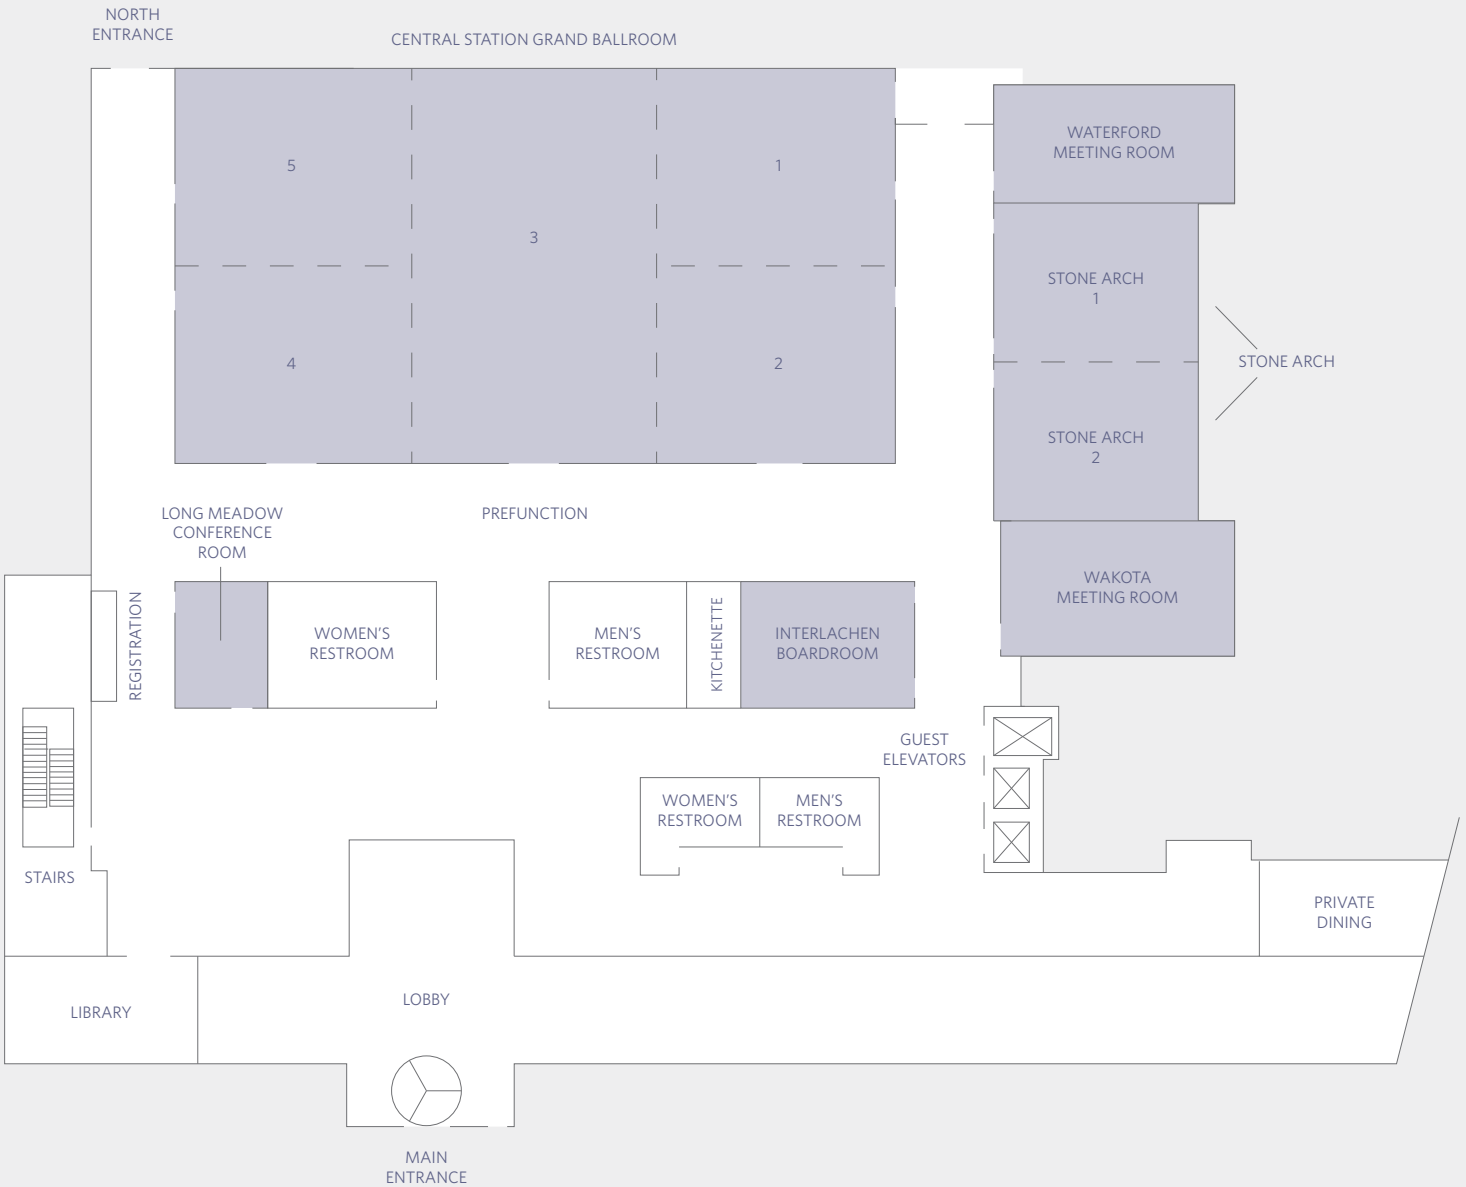 NORTH
ENTRANCE
CENTRAL STATION GRAND BALLROOM
WATERFORD
MEETING ROOM
5
1
3
STONE ARCH
1
4
2
STONE ARCH
STONE ARCH
2
LONG MEADOW
CONFERENCE
ROOM
PREFUNCTION
WAKOTA
MEETING ROOM
REGISTRATION
WOMEN'S
RESTROOM
MEN'S
RESTROOM
KITCHENETTE
INTERLACHEN
BOARDROOM
GUEST
ELEVATORS
WOMEN'S
RESTROOM
MEN'S
RESTROOM
STAIRS
PRIVATE
DINING
LIBRARY
LOBBY
MAIN
ENTRANCE